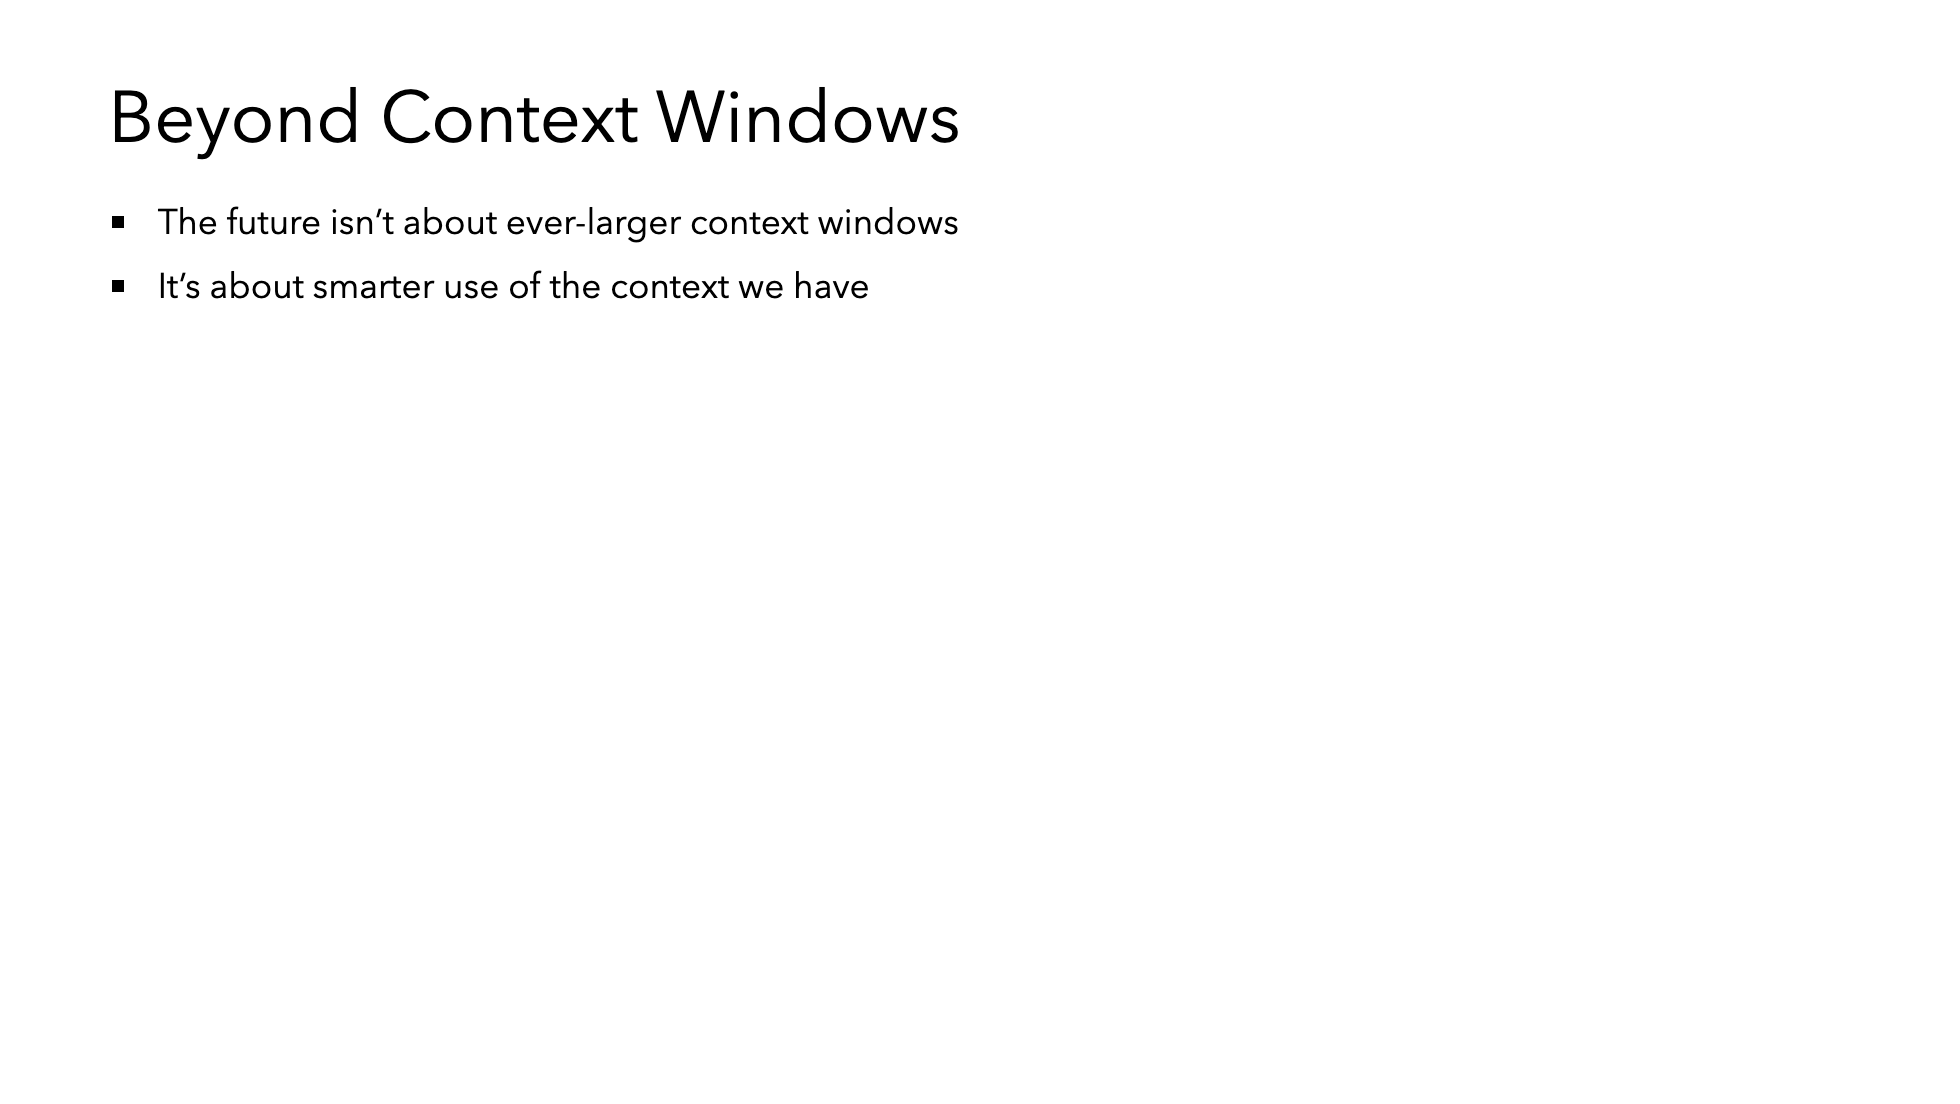 Beyond Context Windows
▪ The future isn’t about ever-larger context windows
▪ It’s about smarter use of the context we have